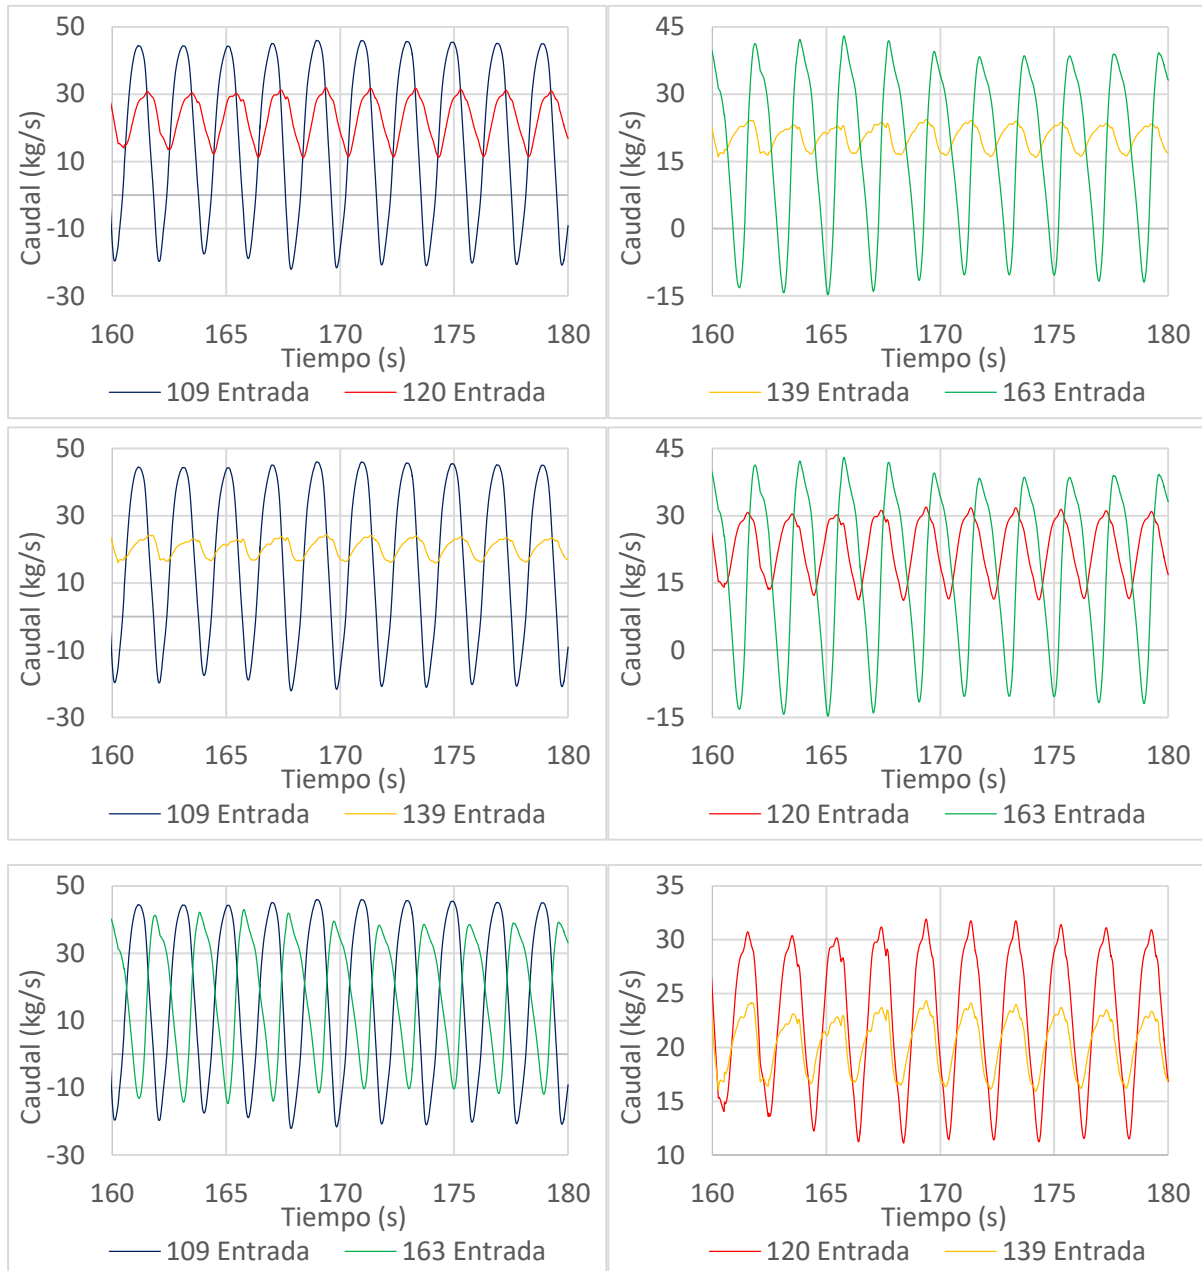 50
30
10
-10
-30
Caudal (kg/s)
160 165 170 175 180
Tiempo (s)
109 Entrada 120 Entrada
45
30
15
0
-15
Caudal (kg/s)
160 165 170 175 180
Tiempo (s)
139 Entrada 163 Entrada
50
30
10
-10
-30
Caudal (kg/s)
160 165 170 175 180
Tiempo (s)
109 Entrada 139 Entrada
45
30
15
0
-15
Caudal (kg/s)
160 165 170 175 180
Tiempo (s)
120 Entrada 163 Entrada
50
30
10
-10
-30
Caudal (kg/s)
160 165 170 175 180
Tiempo (s)
109 Entrada 163 Entrada
35
30
25
20
15
10
Caudal (kg/s)
160 165 170 175 180
Tiempo (s)
120 Entrada 139 Entrada